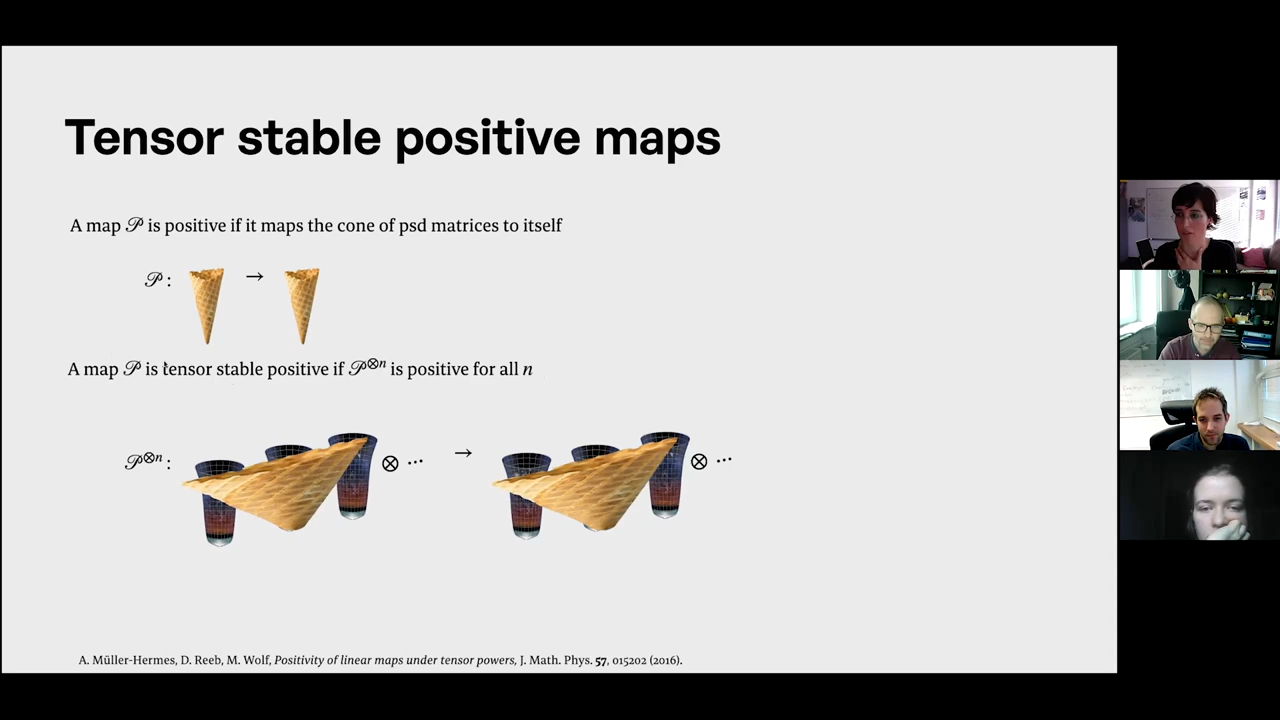 Tensor stable positive maps
A map 𝒫 is positive if it maps the cone of psd matrices to itself
𝒫 : →
A map 𝒫 is tensor stable positive if 𝒫⊗n is positive for all n
𝒫⊗n : ⊗ ··· → ⊗ ···
A. Müller-Hermes, D. Reeb, M. Wolf, Positivity of linear maps under tensor powers, J. Math. Phys. 57, 015202 (2016).